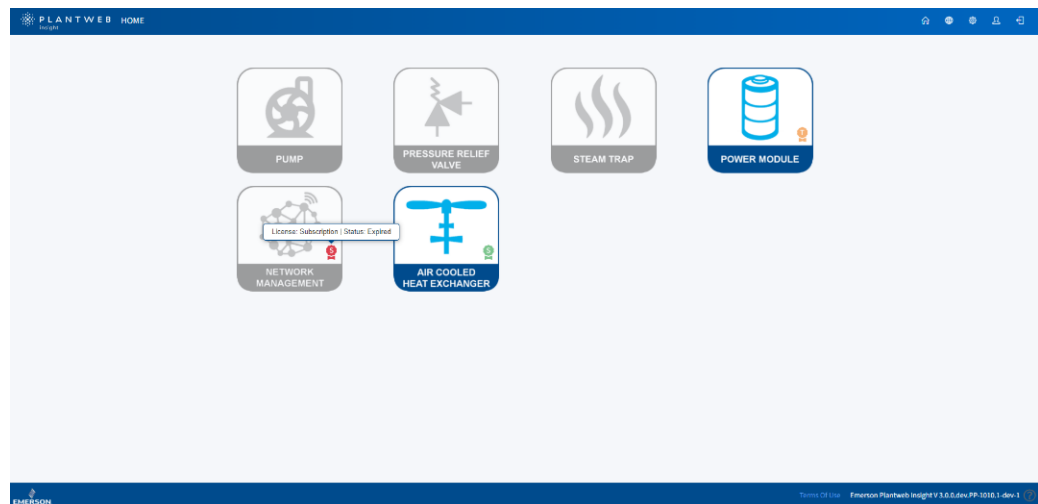 PLANTWEB HOME
Insight
PUMP
PRESSURE RELIEF
VALVE
STEAM TRAP
T
POWER MODULE
License: Subscription | Status: Expired
S
NETWORK
MANAGEMENT
S
AIR COOLED
HEAT EXCHANGER
EMERSON
Terms Of Use Emerson Plantweb Insight V 3.0.0.dev.PP-1010.1-dev-1 ?